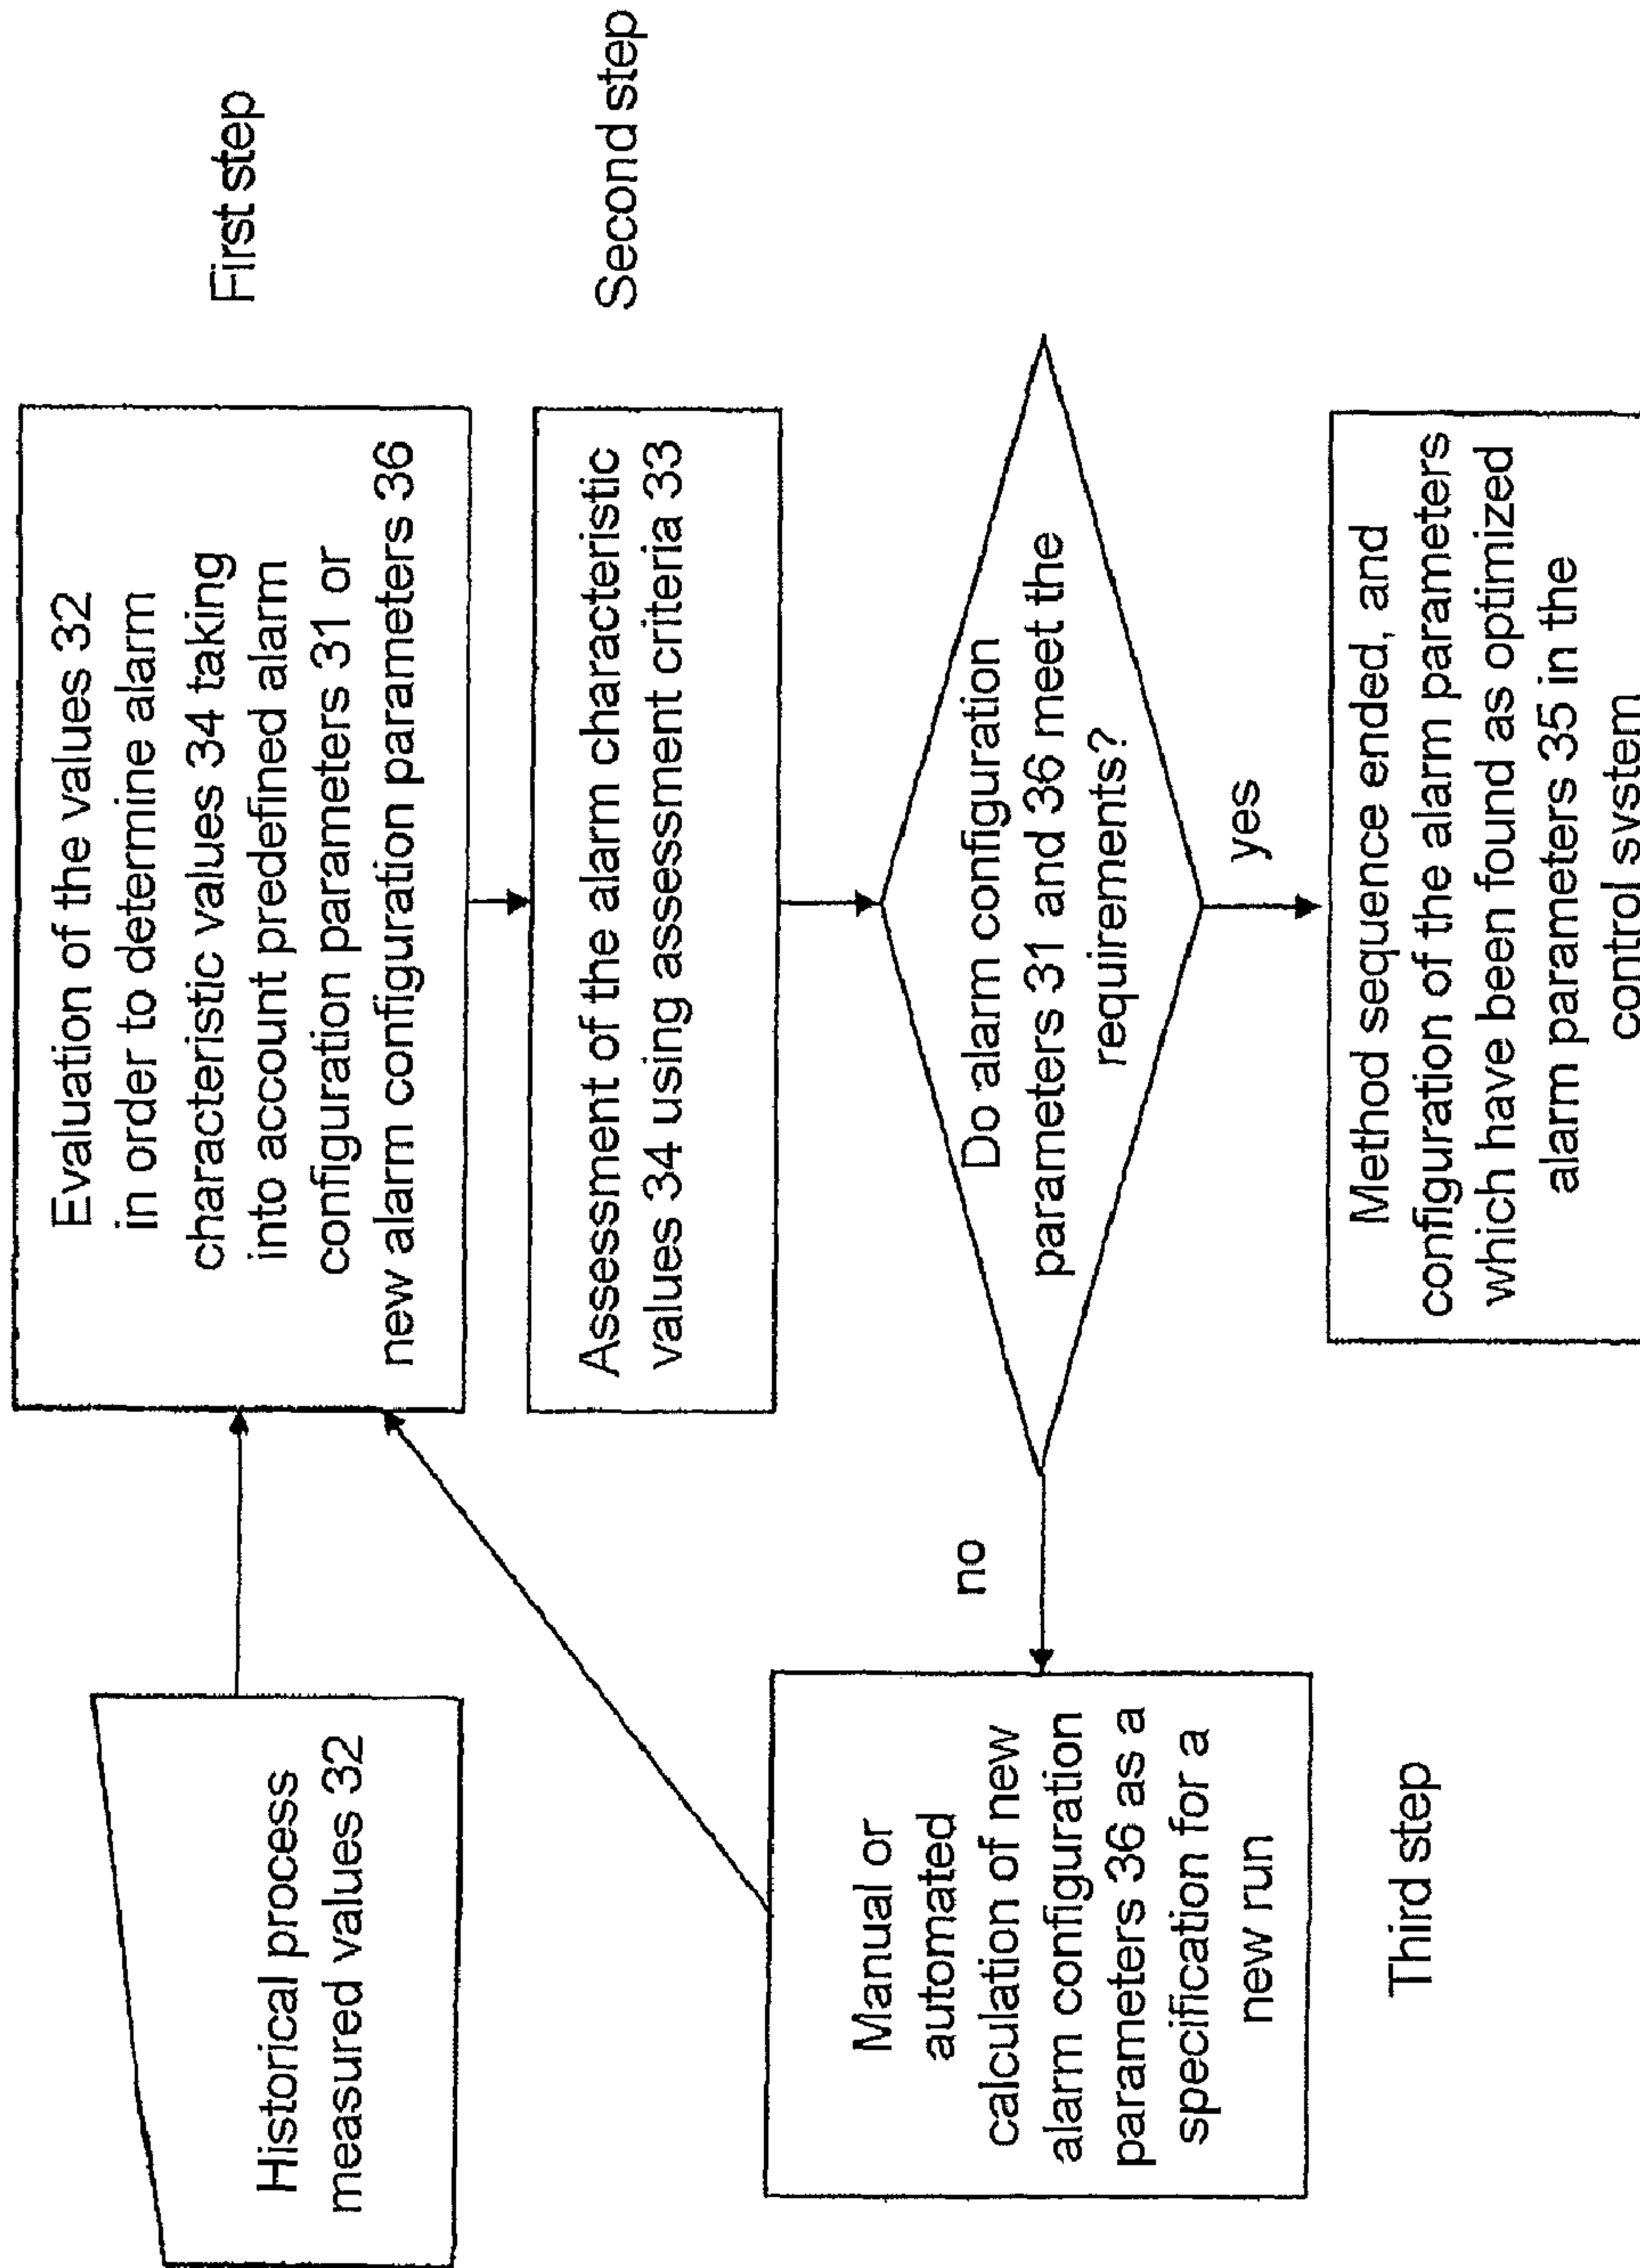 Historical process
measured values 32
Evaluation of the values 32
in order to determine alarm
characteristic values 34 taking
into account predefined alarm
configuration parameters 31 or
new alarm configuration parameters 36
First step
Assessment of the alarm characteristic
values 34 using assessment criteria 33
Second step
Do alarm configuration
parameters 31 and 36 meet the
requirements?
no
yes
Manual or
automated
calculation of new
alarm configuration
parameters 36 as a
specification for a
new run
Third step
Method sequence ended, and
configuration of the alarm parameters
which have been found as optimized
alarm parameters 35 in the
control system